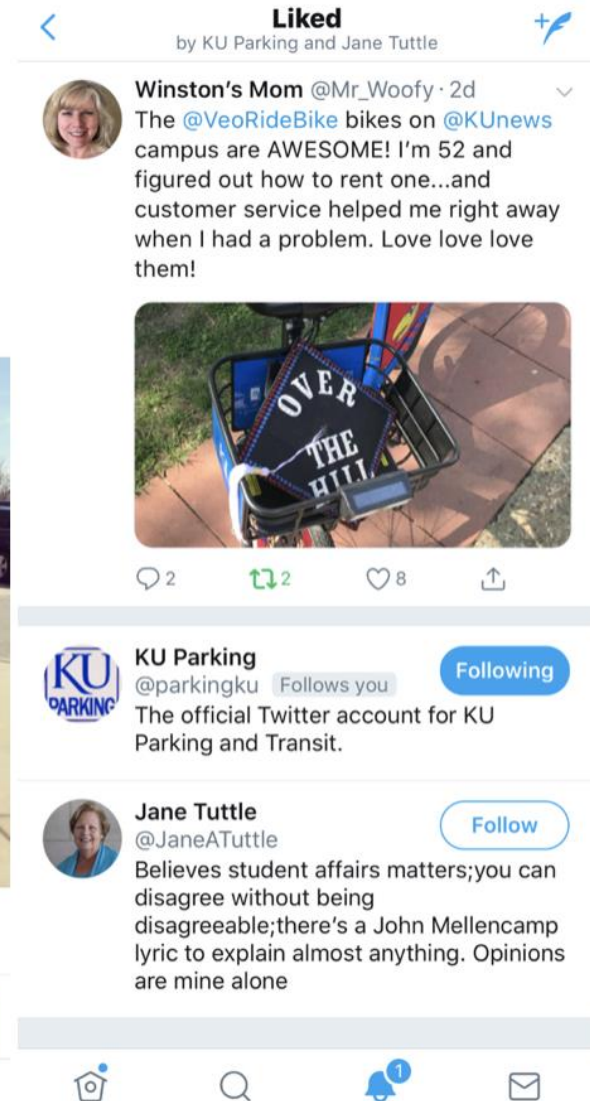 Liked
by KU Parking and Jane Tuttle
Winston's Mom @Mr_Woofy · 2d
The @VeoRideBike bikes on @KUnews
campus are AWESOME! I'm 52 and
figured out how to rent one...and
customer service helped me right away
when I had a problem. Love love love
them!
OVER
THE
HILL
2 2 8
KU
PARKING
KU Parking
@parkingku Follows you
Following
The official Twitter account for KU
Parking and Transit.
Jane Tuttle
@JaneATuttle
Follow
Believes student affairs matters;you can
disagree without being
disagreeable;there's a John Mellencamp
lyric to explain almost anything. Opinions
are mine alone
1